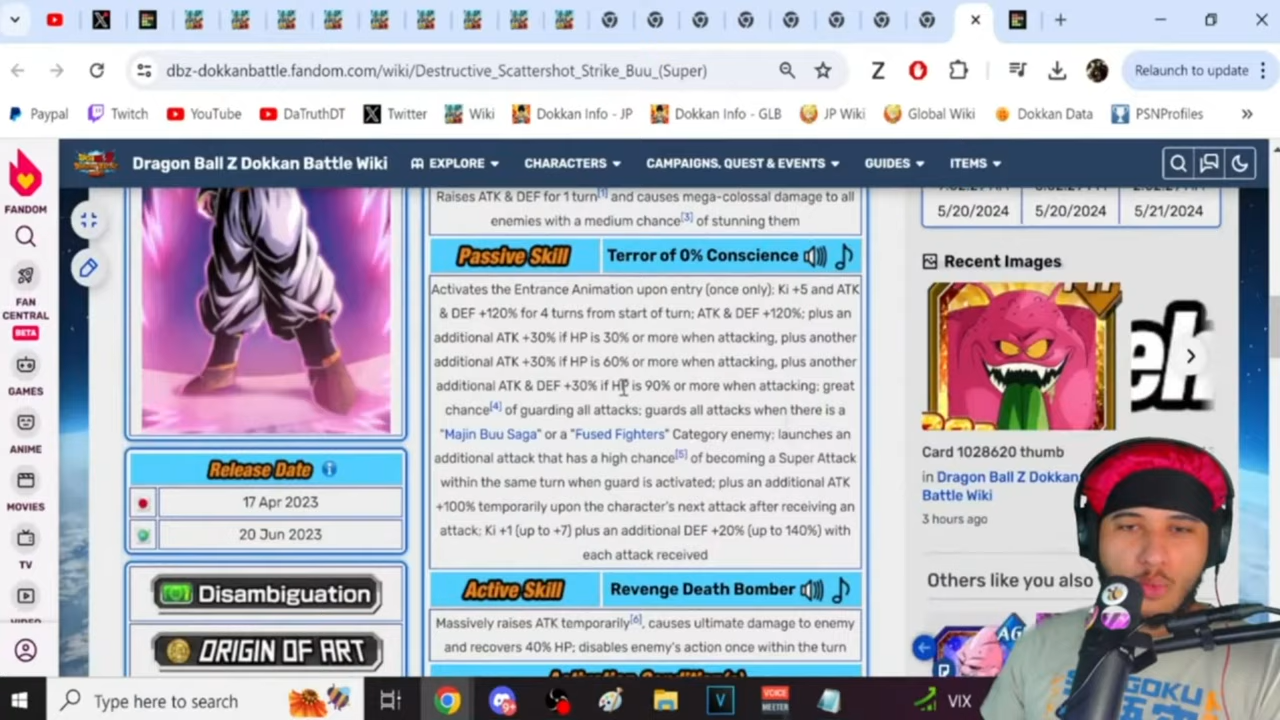 dbz-dokkanbattle.fandom.com/wiki/Destructive_Scattershot_Strike_Buu_(Super)
Relaunch to update
Paypal
Twitch
YouTube
DaTruthDT
Twitter
Wiki
Dokkan Info - JP
Dokkan Info - GLB
JP Wiki
Global Wiki
Dokkan Data
PSNProfiles
Dragon Ball Z Dokkan Battle Wiki
EXPLORE
CHARACTERS
CAMPAIGNS, QUEST & EVENTS
GUIDES
ITEMS
FANDOM
FAN
CENTRAL
BETA
GAMES
ANIME
MOVIES
TV
VIDEO
Raises ATK & DEF for 1 turn[1] and causes mega-colossal damage to all
enemies with a medium chance[3] of stunning them
Passive Skill
Terror of 0% Conscience
Activates the Entrance Animation upon entry (once only); Ki +5 and ATK
& DEF +120% for 4 turns from start of turn; ATK & DEF +120%; plus an
additional ATK +30% if HP is 30% or more when attacking, plus another
additional ATK +30% if HP is 60% or more when attacking, plus another
additional ATK & DEF +30% if HP is 90% or more when attacking; great
chance[4] of guarding all attacks; guards all attacks when there is a
"Majin Buu Saga" or a "Fused Fighters" Category enemy; launches an
additional attack that has a high chance[5] of becoming a Super Attack
within the same turn when guard is activated; plus an additional ATK
+100% temporarily upon the character's next attack after receiving an
attack; Ki +1 (up to +7) plus an additional DEF +20% (up to 140%) with
each attack received
Active Skill
Revenge Death Bomber
Massively raises ATK temporarily[6], causes ultimate damage to enemy
and recovers 40% HP; disables enemy's action once within the turn
Release Date
17 Apr 2023
20 Jun 2023
Disambiguation
ORIGIN OF ART
5/20/2024
5/20/2024
5/21/2024
Recent Images
Card 1028620 thumb
in Dragon Ball Z Dokkan
Battle Wiki
3 hours ago
Others like you also
Type here to search
VOICE
MEETER
VIX